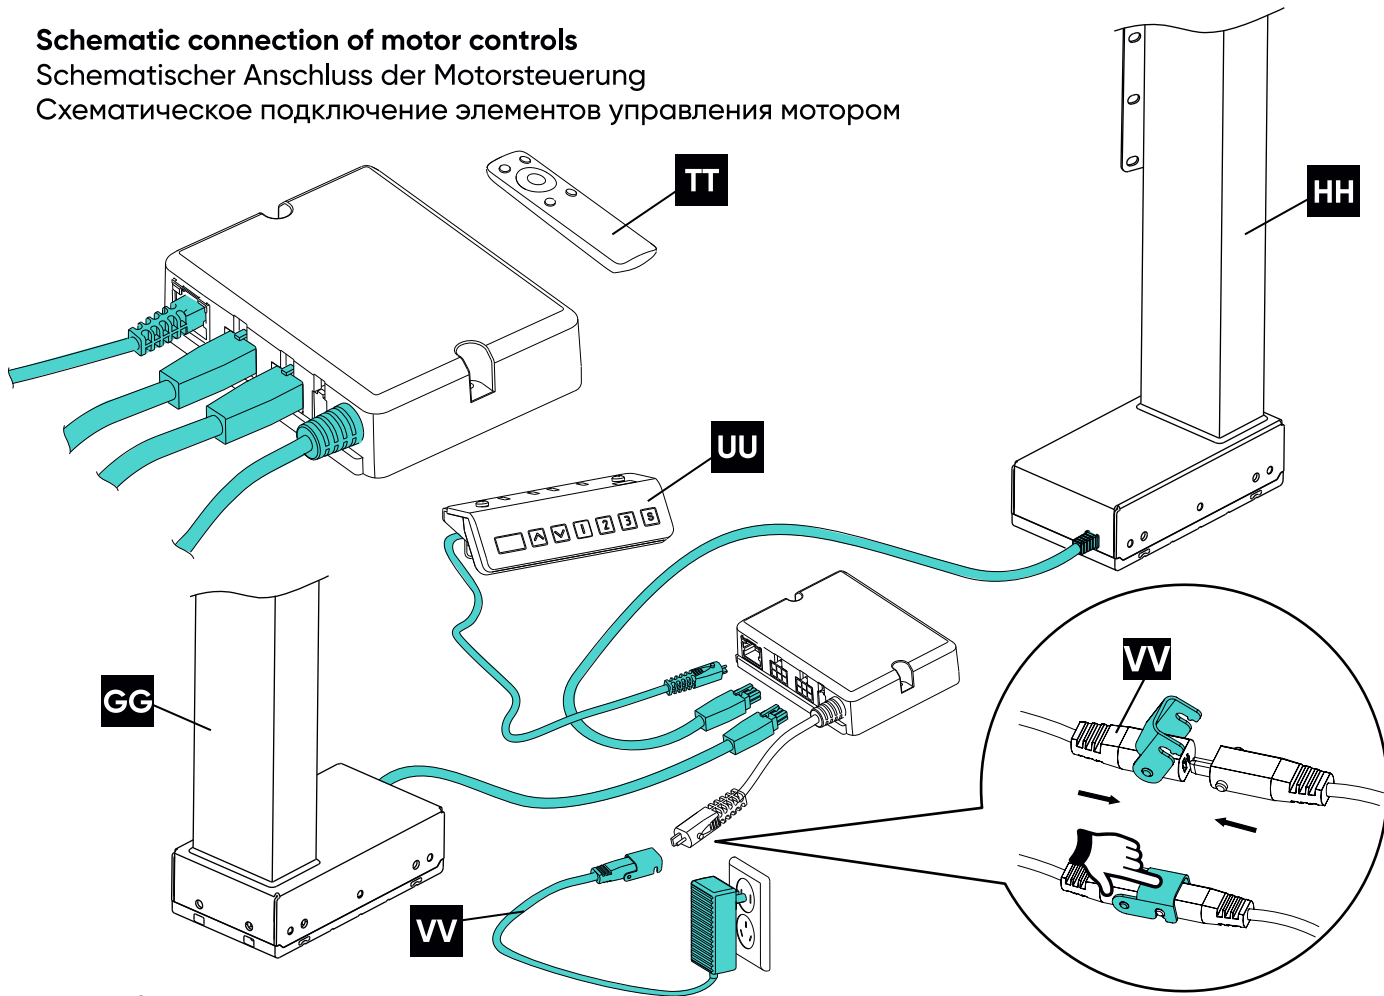 Schematic connection of motor controls
Schematischer Anschluss der Motorsteuerung
Схематическое подключение элементов управления мотором
TT
HH
UU
1 2 3 S
GG
VV
VV